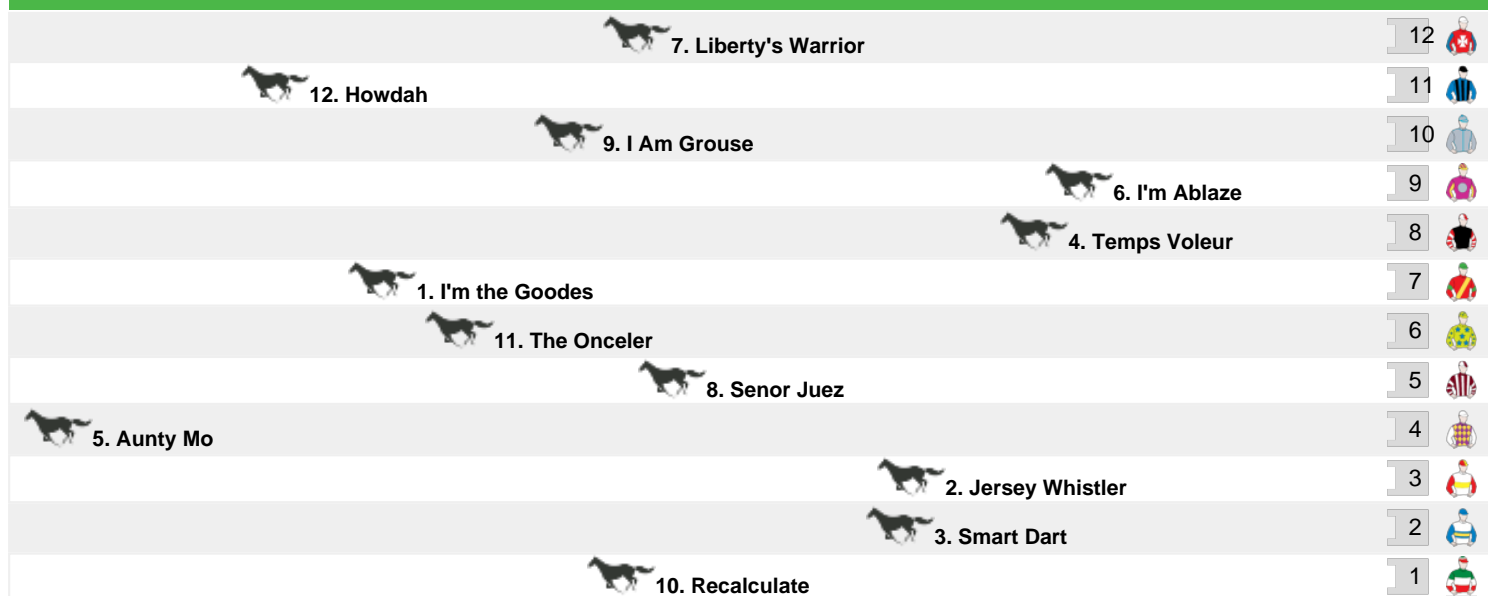 7. Liberty's Warrior 12
12. Howdah 11
9. I Am Grouse 10
6. I'm Ablaze 9
4. Temps Voleur 8
1. I'm the Goodes 7
11. The Onceler 6
8. Senor Juez 5
5. Aunty Mo 4
2. Jersey Whistler 3
3. Smart Dart 2
10. Recalculate 1